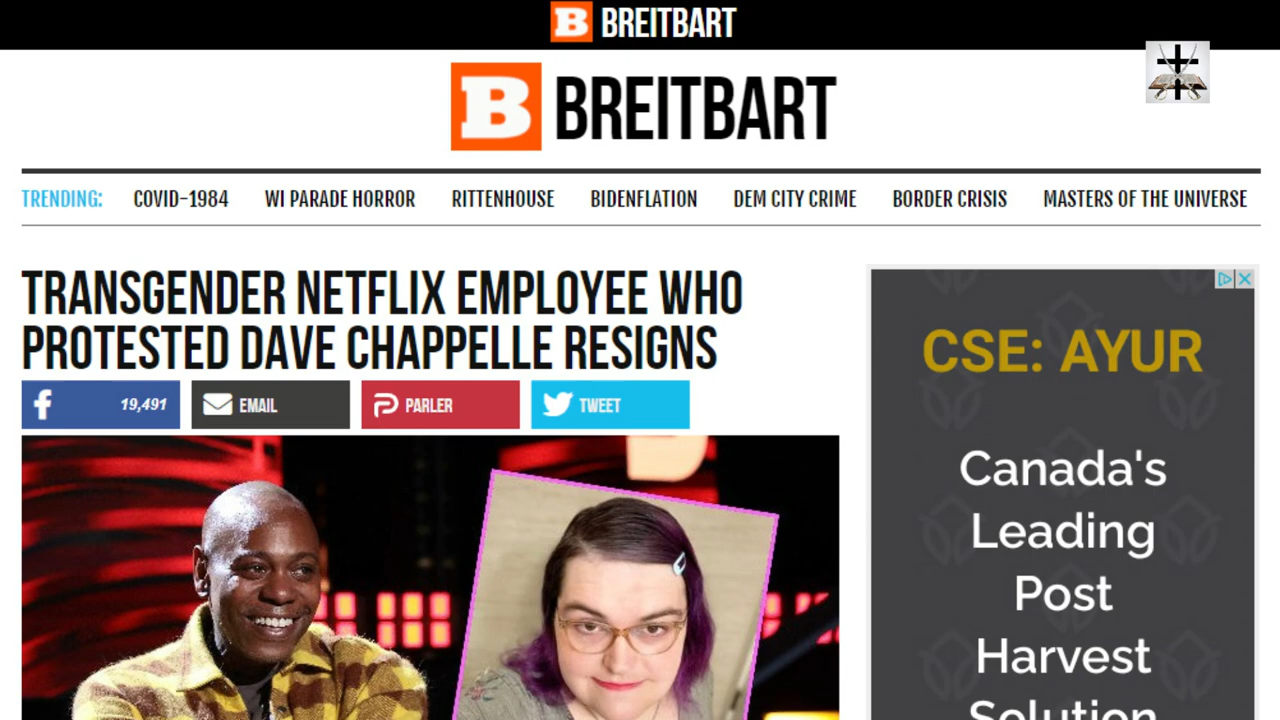 B BREITBART
B BREITBART
TRENDING: COVID-1984 WI PARADE HORROR RITTENHOUSE BIDENFLATION DEM CITY CRIME BORDER CRISIS MASTERS OF THE UNIVERSE
TRANSGENDER NETFLIX EMPLOYEE WHO
PROTESTED DAVE CHAPPELLE RESIGNS
19,491 EMAIL PARLER TWEET
CSE: AYUR
Canada's
Leading
Post
Harvest
Solution